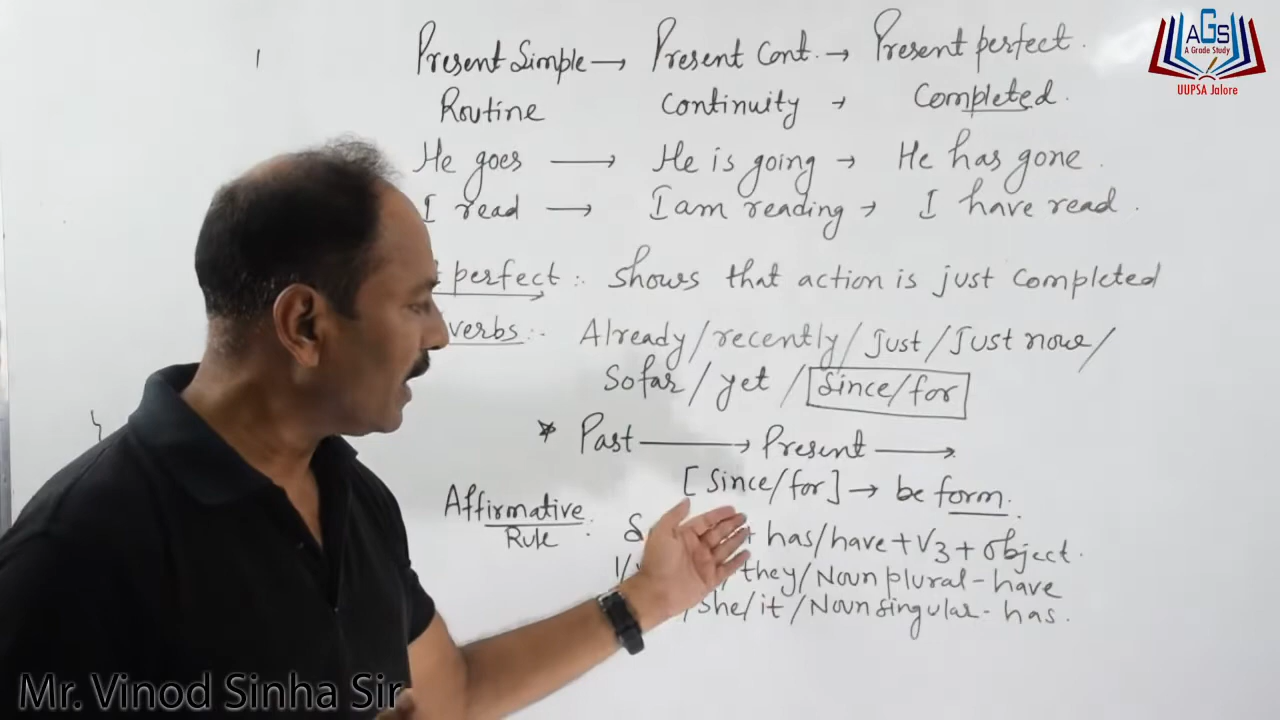 Present Simple → Present Cont. → Present perfect.
Routine Continuity → Completed.
He goes → He is going → He has gone.
I read → I am reading → I have read.
perfect :. Shows that action is just completed
verbs :- Already / recently / Just / Just now /
Sofar / yet / Since/for
* Past → Present →
[Since/for] → be form.
Affirmative
Rule
+ has/have + V3 + Object.
they / Noun plural - have
she/it / Noun singular - has.
AGS
A Grade Study
UUPSA Jalore
Mr. Vinod Sinha Sir